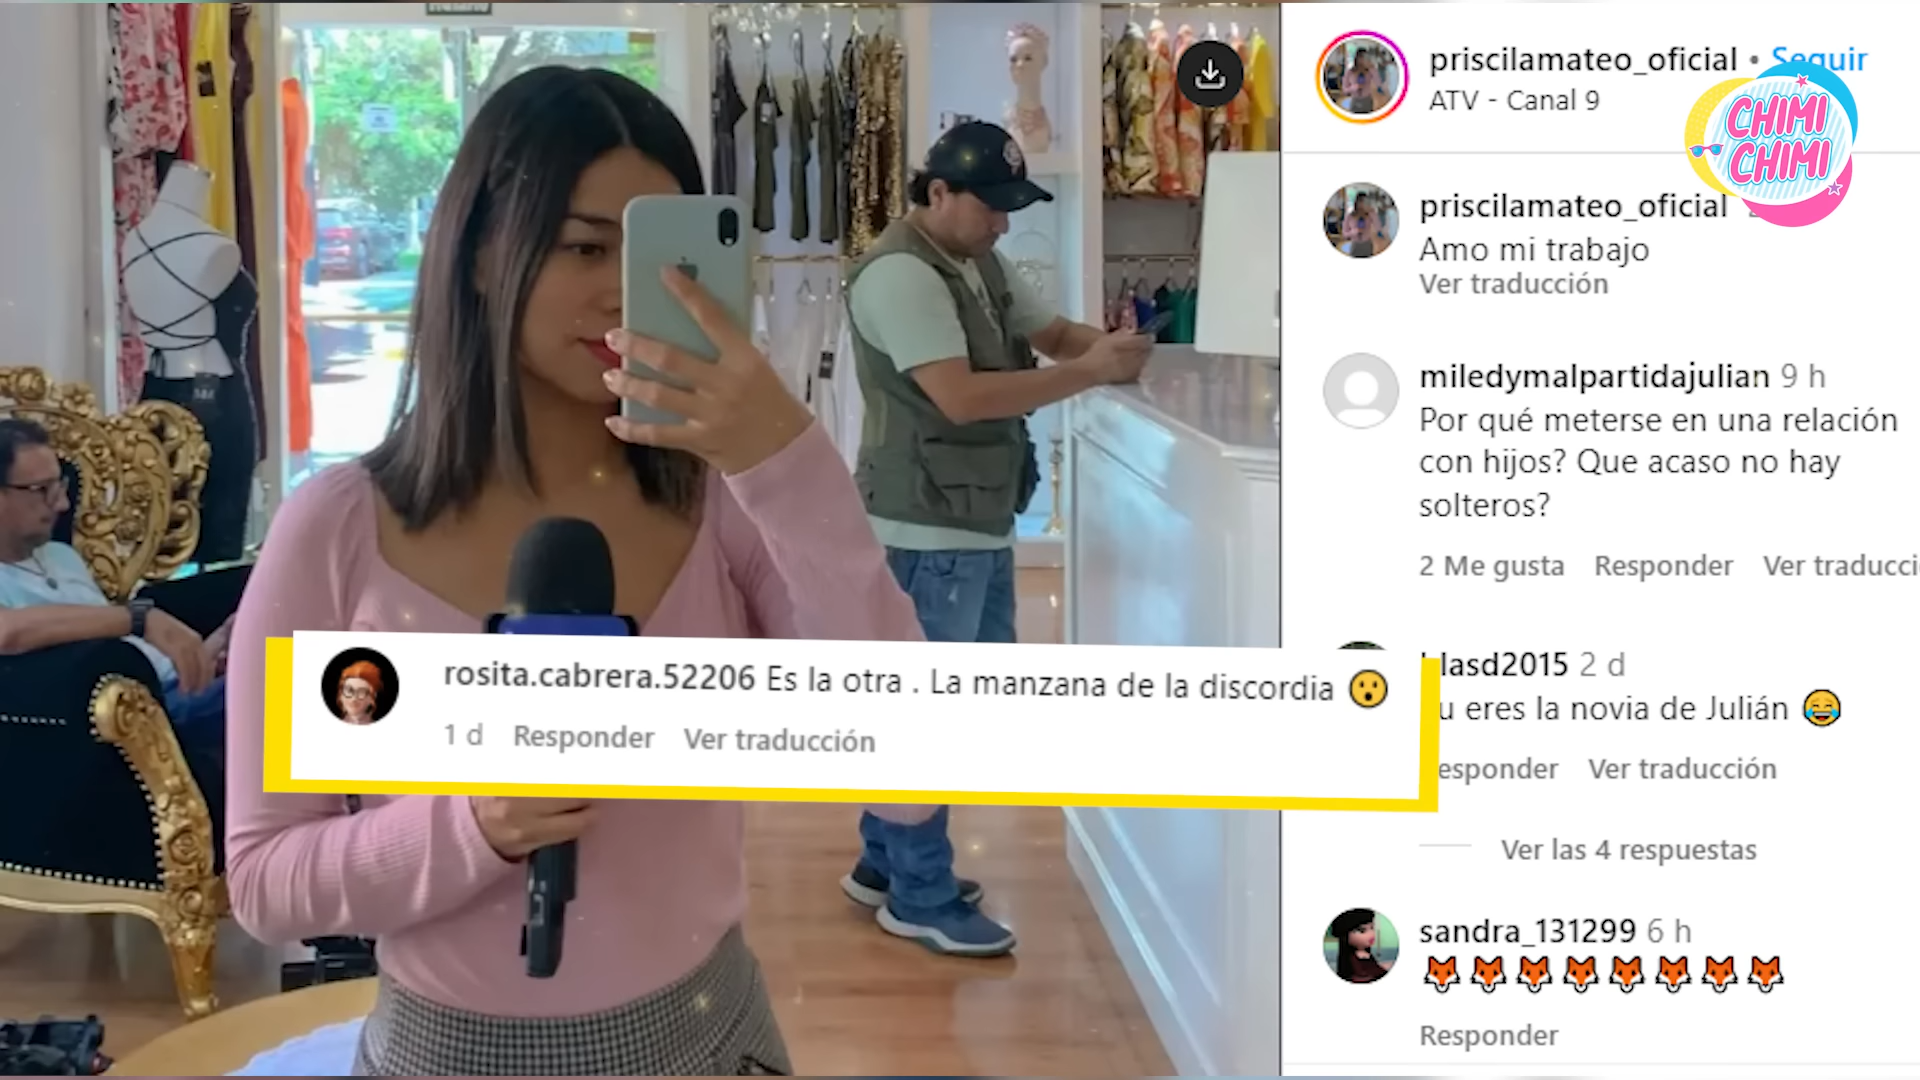 priscilamateo_oficial • Seguir
ATV - Canal 9
CHIMI
CHIMI
priscilamateo_oficial
Amo mi trabajo
Ver traducción
miledymalpartidajulian 9 h
Por qué meterse en una relación
con hijos? Que acaso no hay
solteros?
2 Me gusta Responder Ver traducci
rosita.cabrera.52206 Es la otra . La manzana de la discordia 😮
1 d Responder Ver traducción
lasd2015 2 d
u eres la novia de Julián 😂
esponder Ver traducción
Ver las 4 respuestas
sandra_131299 6 h
🦊🦊🦊🦊🦊🦊🦊🦊
Responder